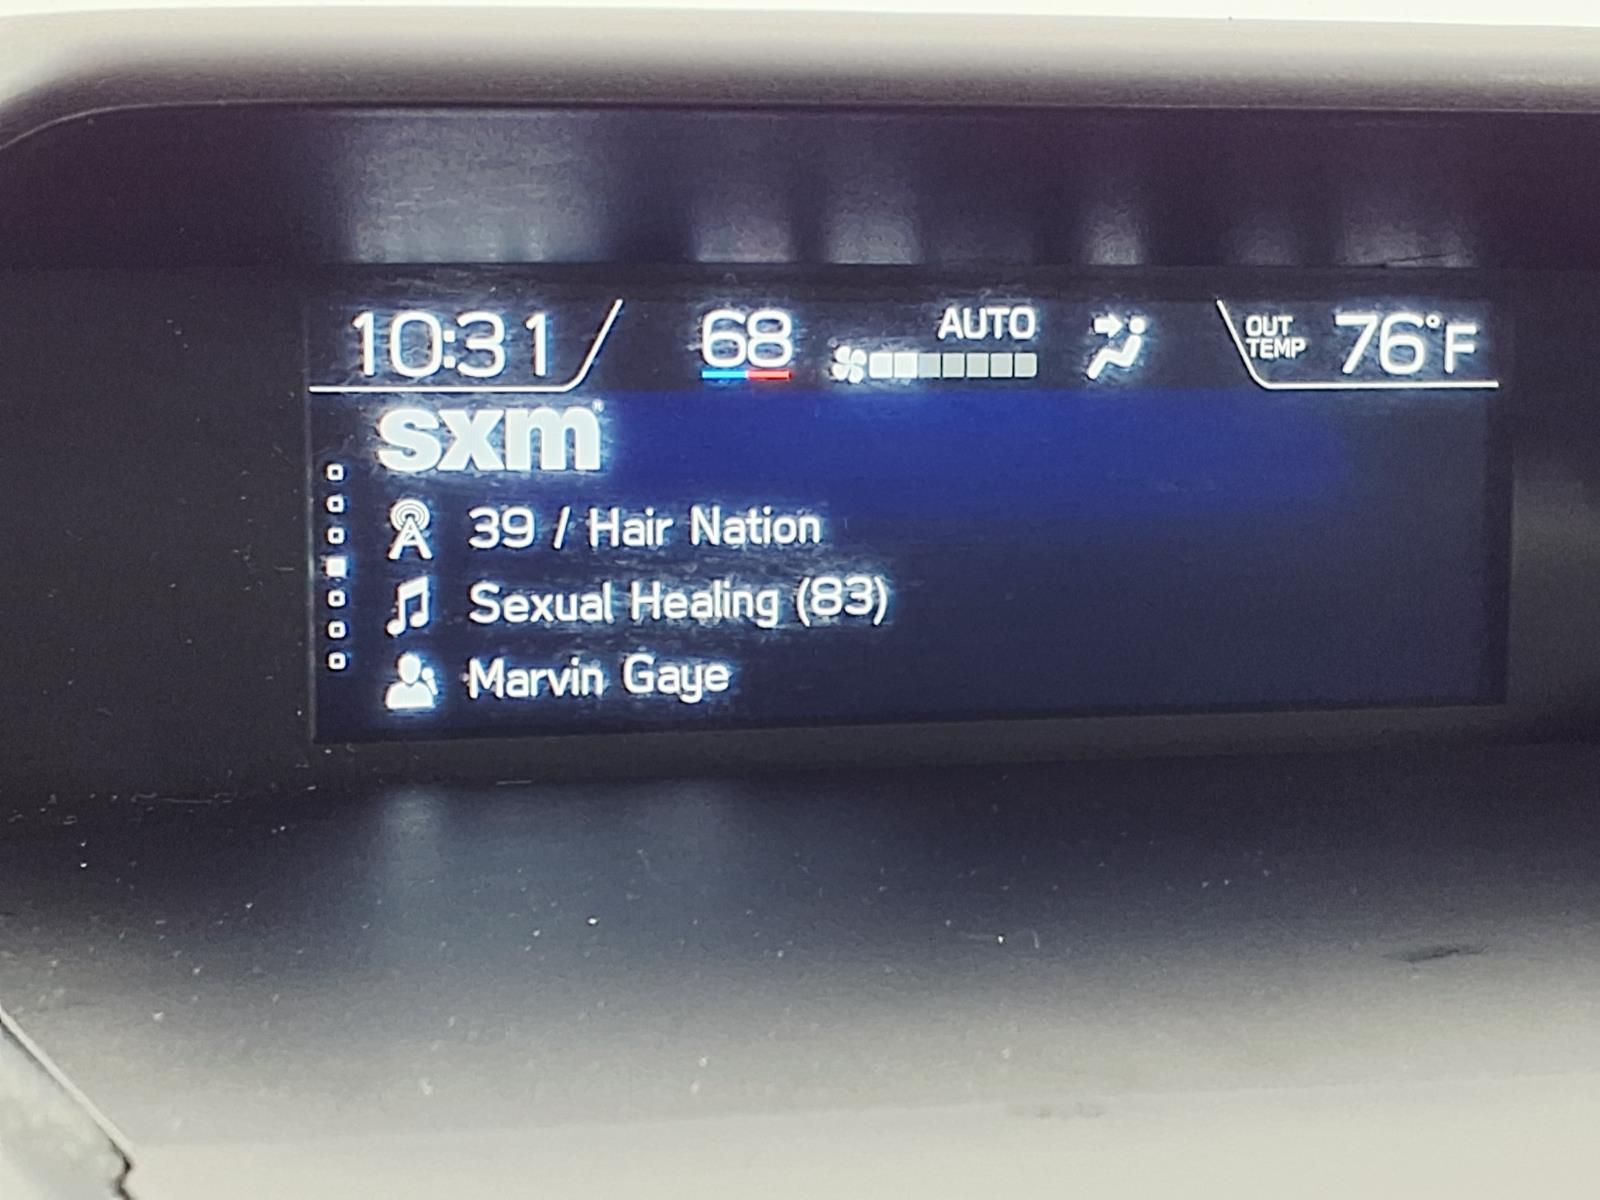 10:31 68 AUTO OUT TEMP 76°F
sxm
39 / Hair Nation
Sexual Healing (83)
Marvin Gaye